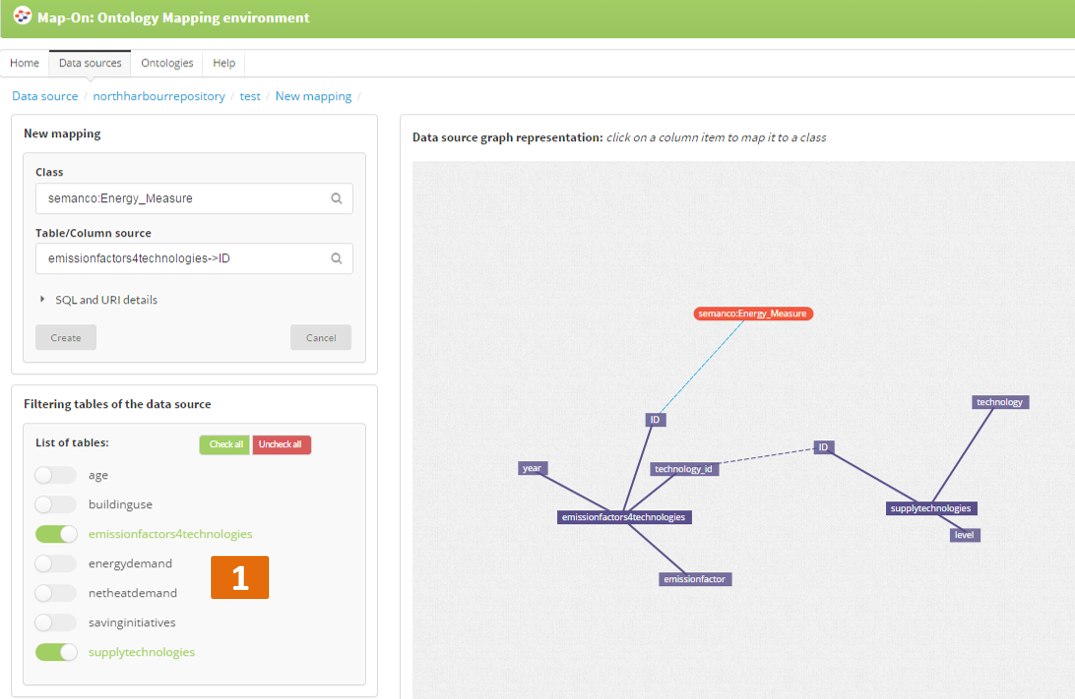 Map-On: Ontology Mapping environment
Home Data sources Ontologies Help
Data source / northharbourrepository / test / New mapping /
New mapping
Class
semanco:Energy_Measure
Table/Column source
emissionfactors4technologies->ID
SQL and URI details
Create Cancel
Filtering tables of the data source
List of tables: Check all Uncheck all
age
buildinguse
emissionfactors4technologies
energydemand
netheatdemand
savinginitiatives
supplytechnologies
1
Data source graph representation: click on a column item to map it to a class
semanco:Energy_Measure
technology
ID
ID
year
technology_id
supplytechnologies
emissionfactors4technologies
level
emissionfactor